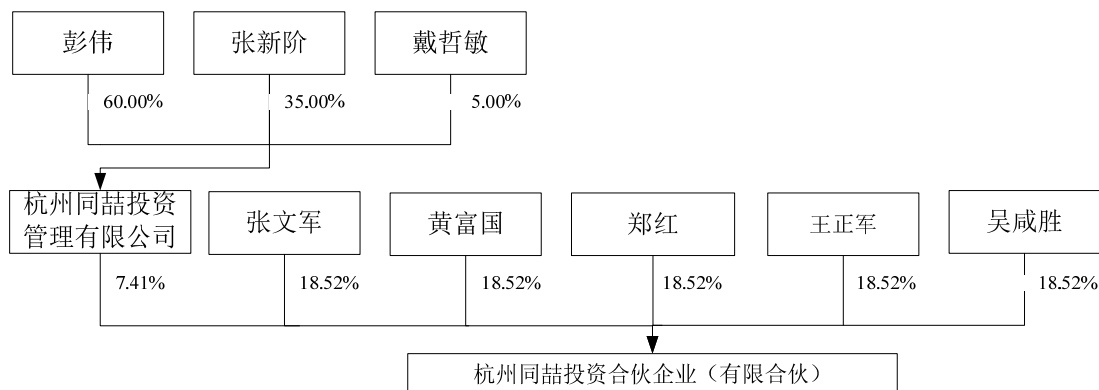 彭伟 张新阶 戴哲敏
60.00% 35.00% 5.00%
杭州同喆投资
管理有限公司
张文军 黄富国 郑红 王正军 吴咸胜
7.41% 18.52% 18.52% 18.52% 18.52% 18.52%
杭州同喆投资合伙企业（有限合伙）